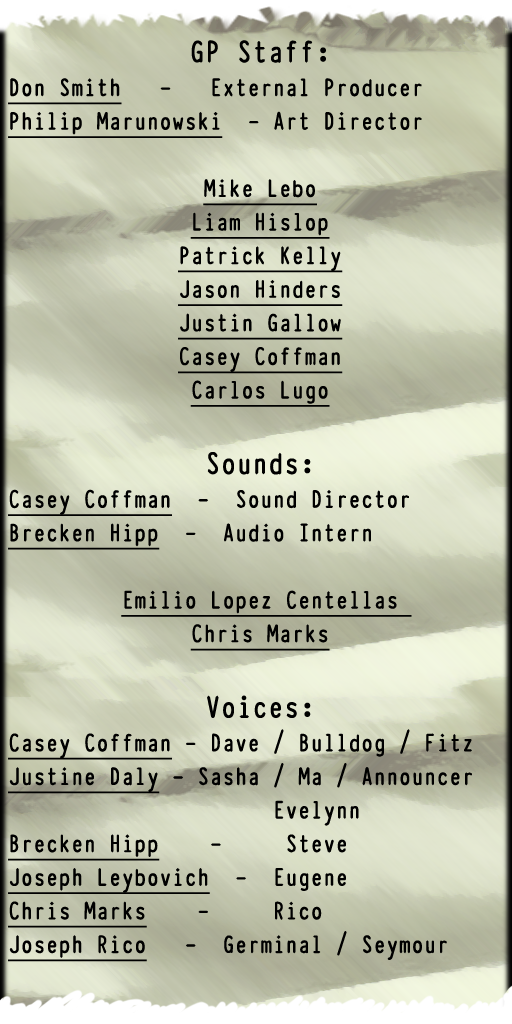 GP Staff:
Don Smith - External Producer
Philip Marunowski - Art Director
Mike Lebo
Liam Hislop
Patrick Kelly
Jason Hinders
Justin Gallow
Casey Coffman
Carlos Lugo
Sounds:
Casey Coffman - Sound Director
Brecken Hipp - Audio Intern
Emilio Lopez Centellas
Chris Marks
Voices:
Casey Coffman - Dave / Bulldog / Fitz
Justine Daly - Sasha / Ma / Announcer
Evelynn
Brecken Hipp - Steve
Joseph Leybovich - Eugene
Chris Marks - Rico
Joseph Rico - Germinal / Seymour